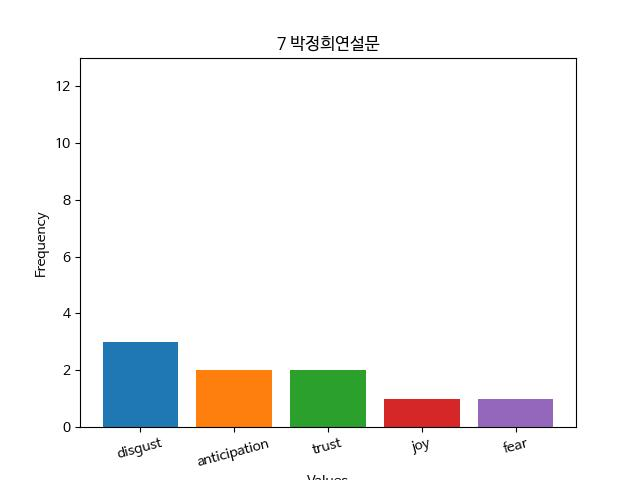 7 박정희연설문
12
10
8
6
4
2
0
Frequency
disgust
anticipation
trust
joy
fear
Values